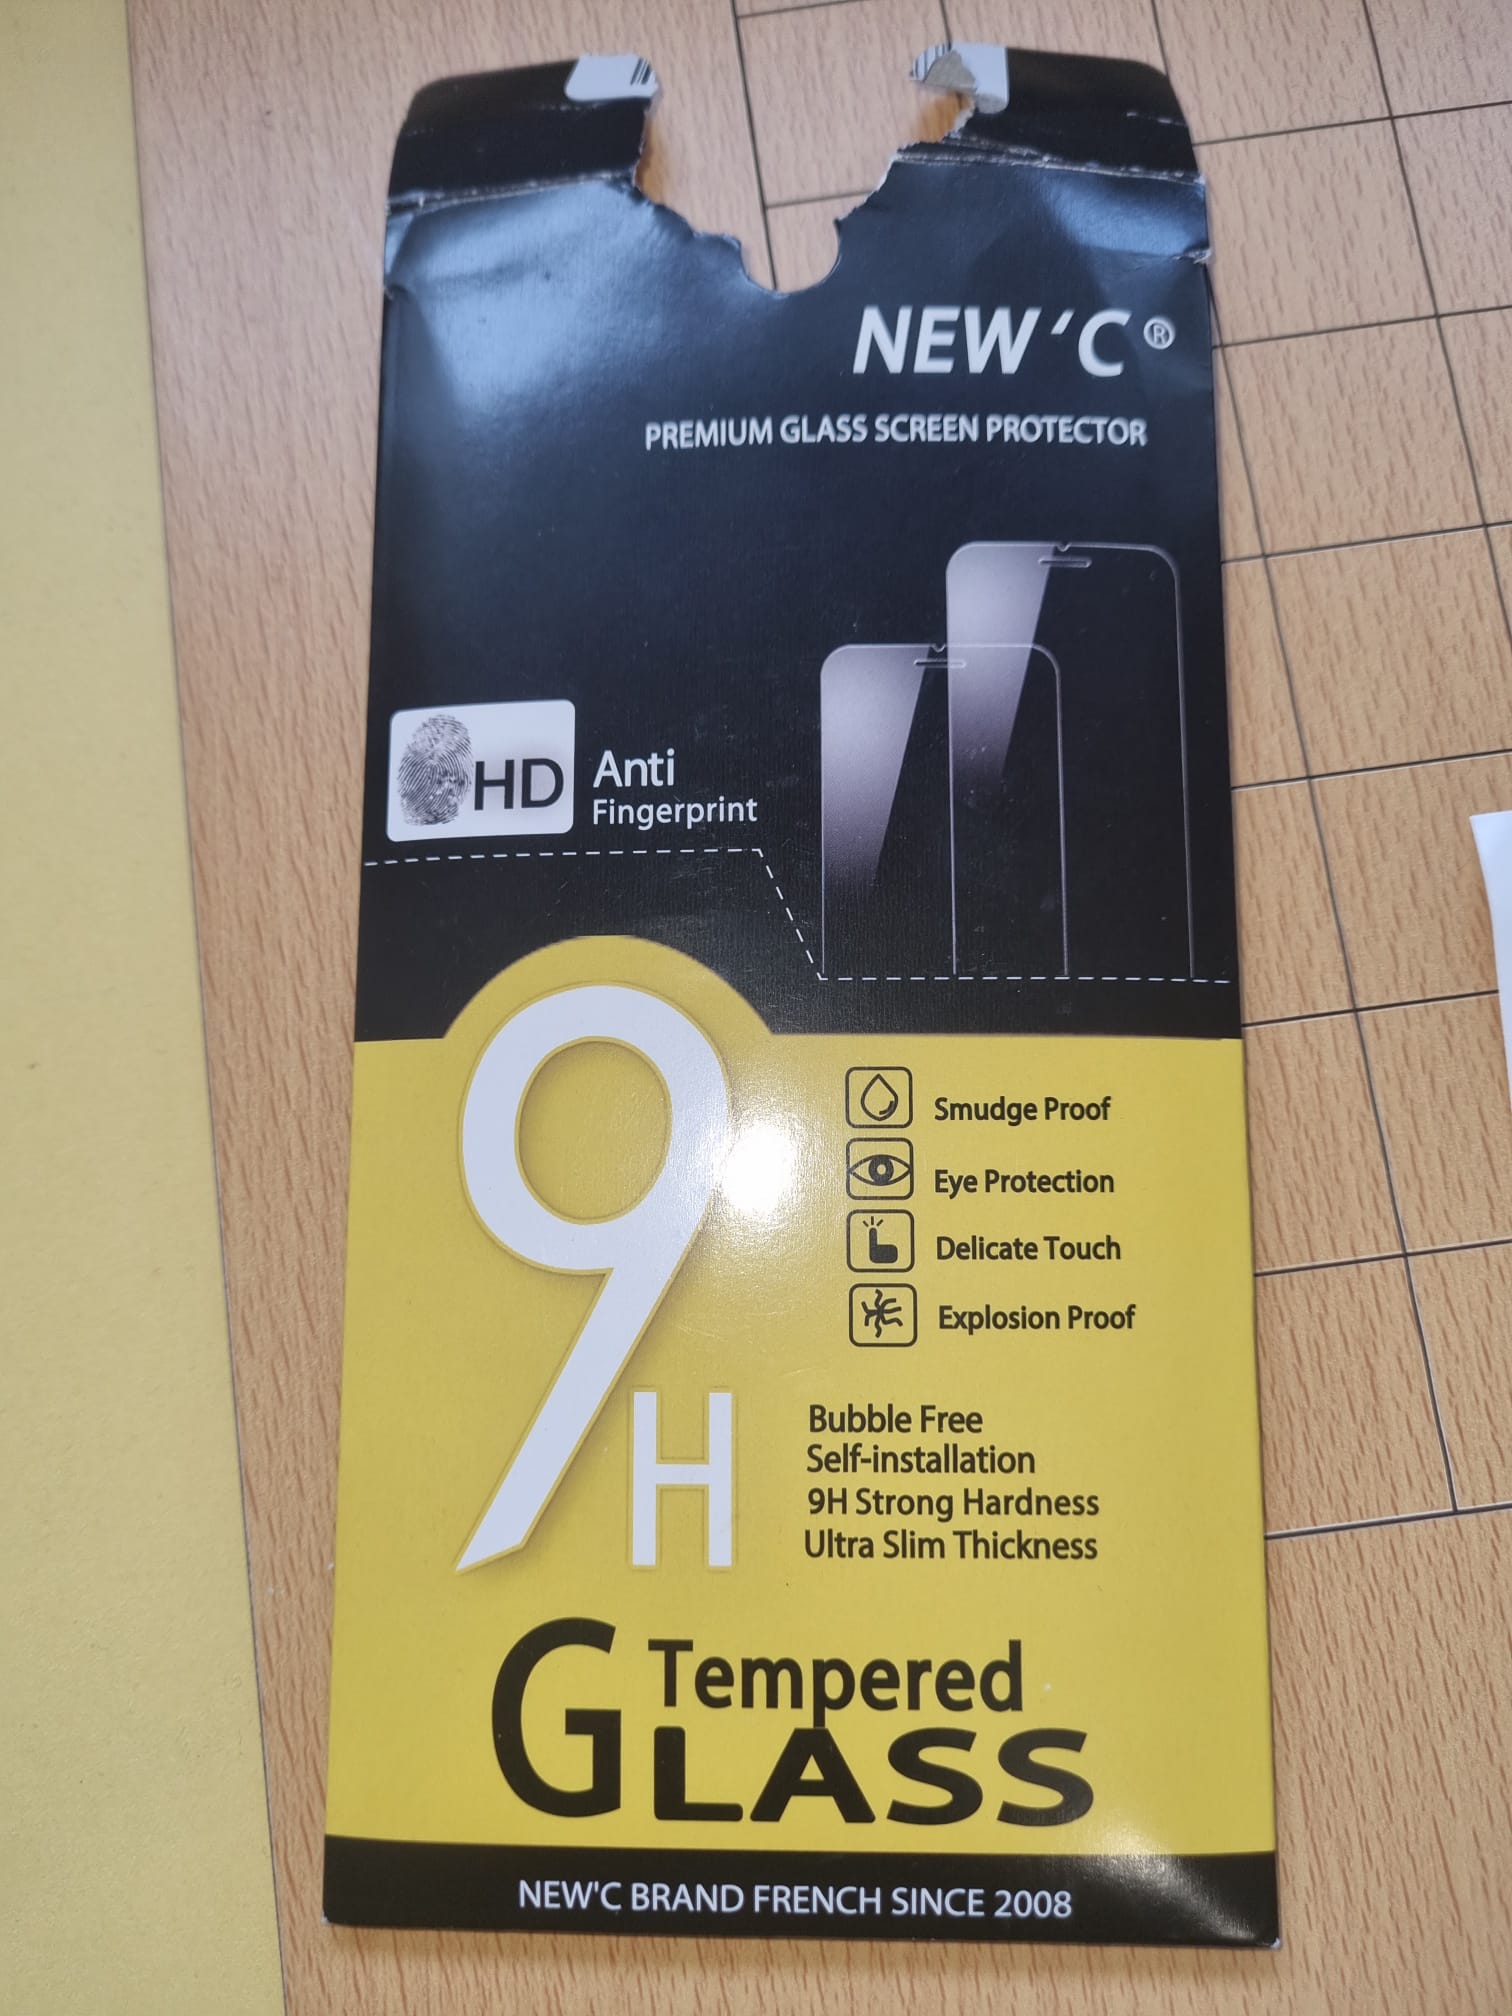 NEW'C®
PREMIUM GLASS SCREEN PROTECTOR
HD
Anti
Fingerprint
9H
Smudge Proof
Eye Protection
Delicate Touch
Explosion Proof
Bubble Free
Self-installation
9H Strong Hardness
Ultra Slim Thickness
Tempered
GLASS
NEW'C BRAND FRENCH SINCE 2008